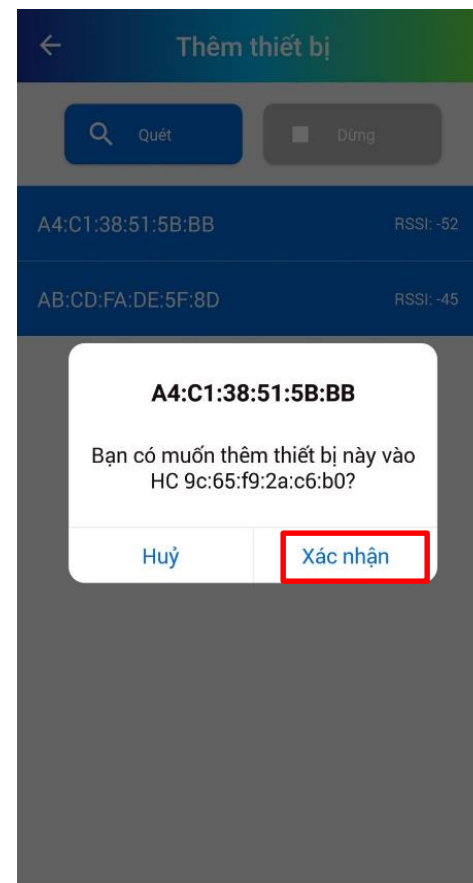 Thêm thiết bị
Quét Dừng
A4:C1:38:51:5B:BB RSSI: -52
AB:CD:FA:DE:5F:8D RSSI: -45
A4:C1:38:51:5B:BB
Bạn có muốn thêm thiết bị này vào
HC 9c:65:f9:2a:c6:b0?
Huỷ Xác nhận